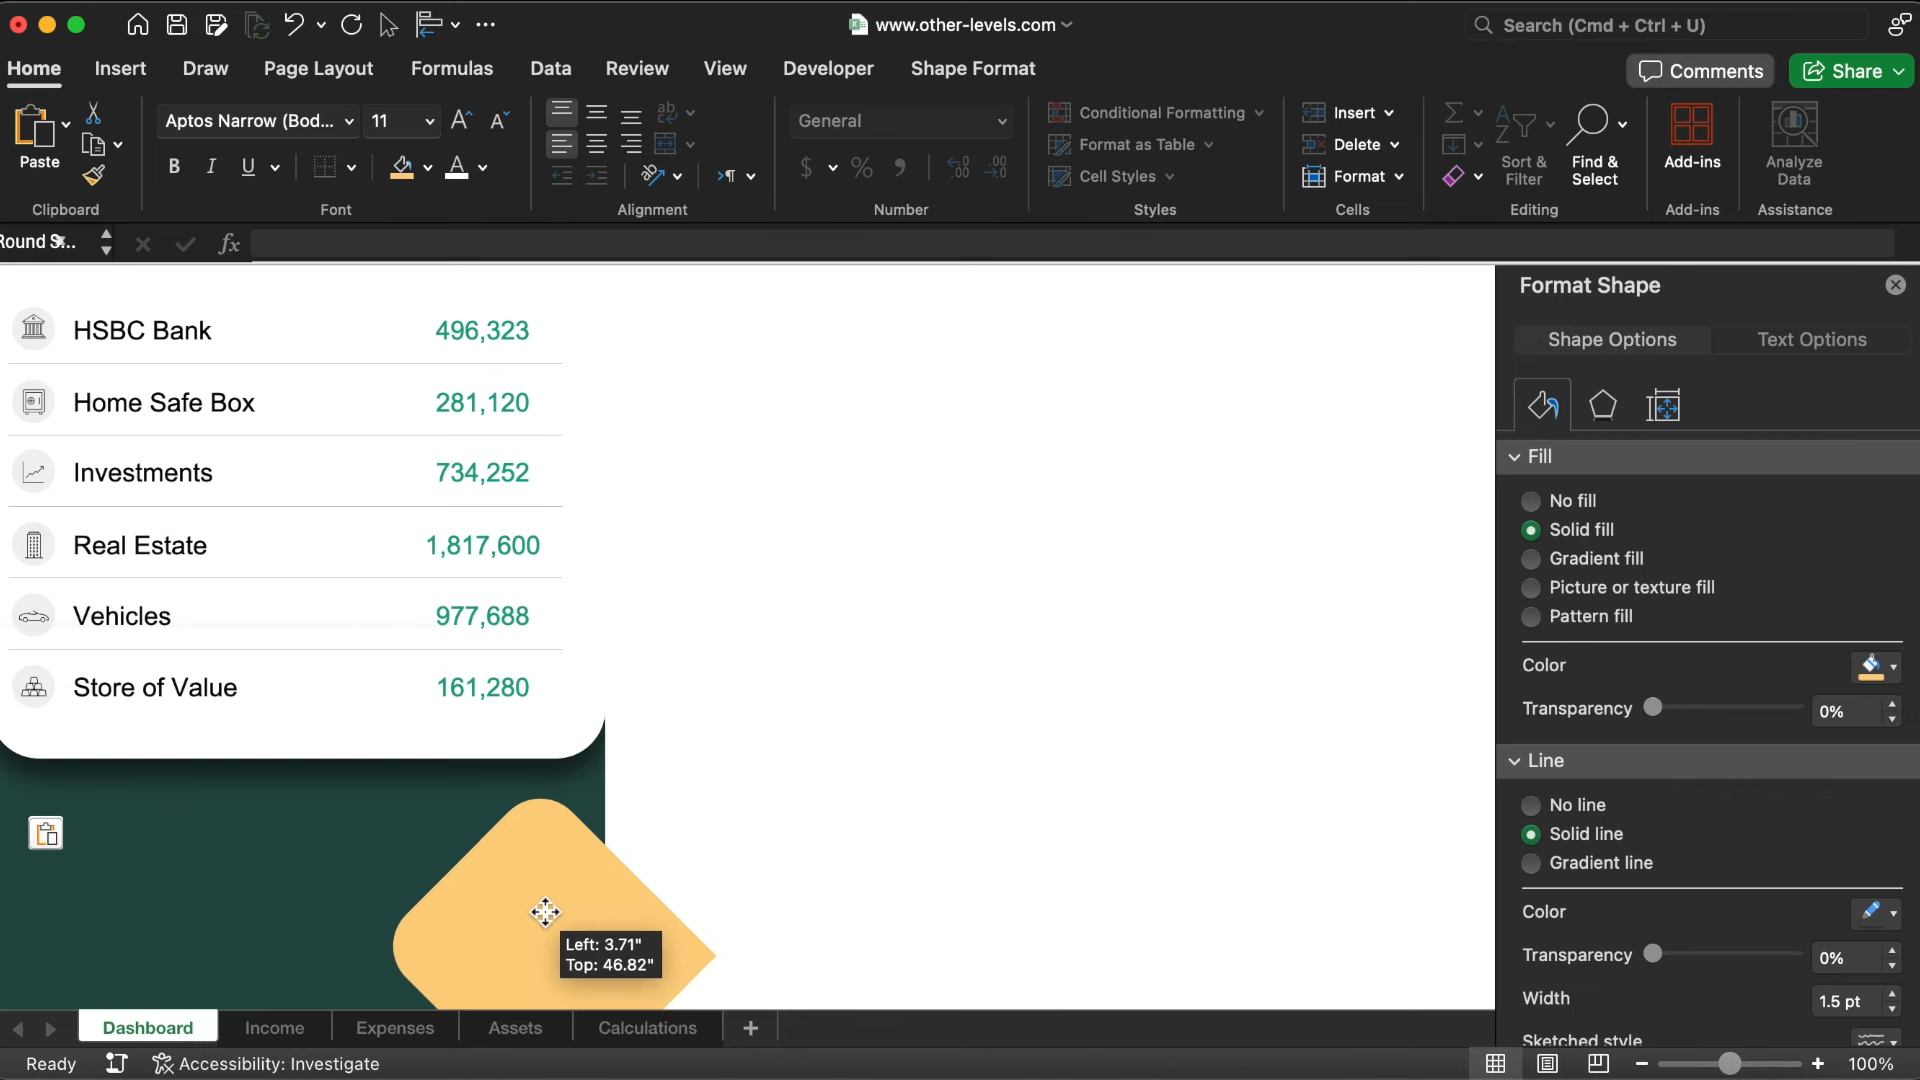 www.other-levels.com
Search (Cmd + Ctrl + U)
Home Insert Draw Page Layout Formulas Data Review View Developer Shape Format
Comments Share
Paste
Aptos Narrow (Bod... 11
B I U A
General
$ % 
Conditional Formatting
Format as Table
Cell Styles
Insert
Delete
Format
Sort & Filter
Find & Select
Add-ins
Analyze Data
Clipboard Font Alignment Number Styles Cells Editing Add-ins Assistance
Round S...
fx
HSBC Bank 496,323
Home Safe Box 281,120
Investments 734,252
Real Estate 1,817,600
Vehicles 977,688
Store of Value 161,280
Left: 3.71"
Top: 46.82"
Format Shape
Shape Options Text Options
Fill
No fill
Solid fill
Gradient fill
Picture or texture fill
Pattern fill
Color
Transparency 0%
Line
No line
Solid line
Gradient line
Color
Transparency 0%
Width 1.5 pt
Sketched style
Dashboard Income Expenses Assets Calculations
Ready Accessibility: Investigate 100%